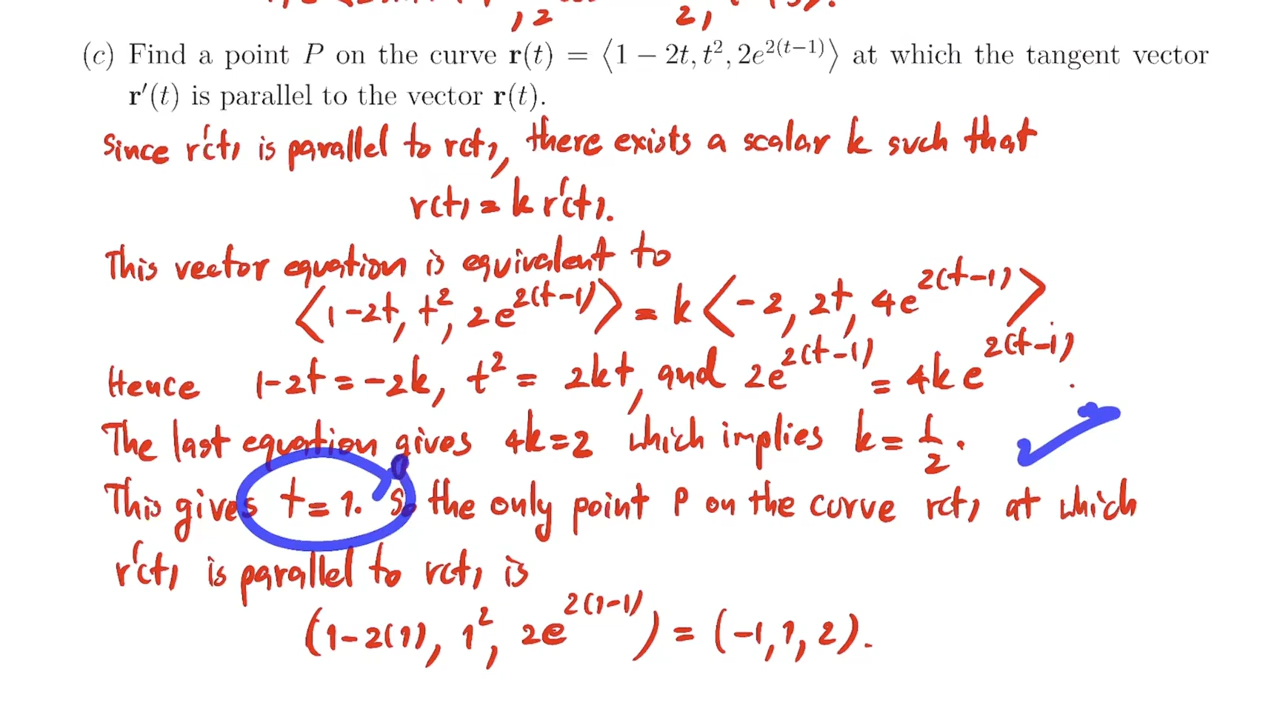 (c) Find a point P on the curve r(t) = ⟨1 − 2t, t², 2e^{2(t−1)}⟩ at which the tangent vector
r′(t) is parallel to the vector r(t).
Since r'(t) is parallel to r(t), there exists a scalar k such that
r(t) = k r'(t).
This vector equation is equivalent to
⟨1-2t, t², 2e^{2(t-1)}⟩ = k⟨-2, 2t, 4e^{2(t-1)}⟩
Hence 1-2t = -2k, t² = 2kt, and 2e^{2(t-1)} = 4k e^{2(t-1)}.
The last equation gives 4k=2 which implies k = 1/2.
This gives t = 1. So the only point P on the curve r(t) at which
r'(t) is parallel to r(t) is
(1-2(1), 1², 2e^{2(1-1)}) = (-1, 1, 2).